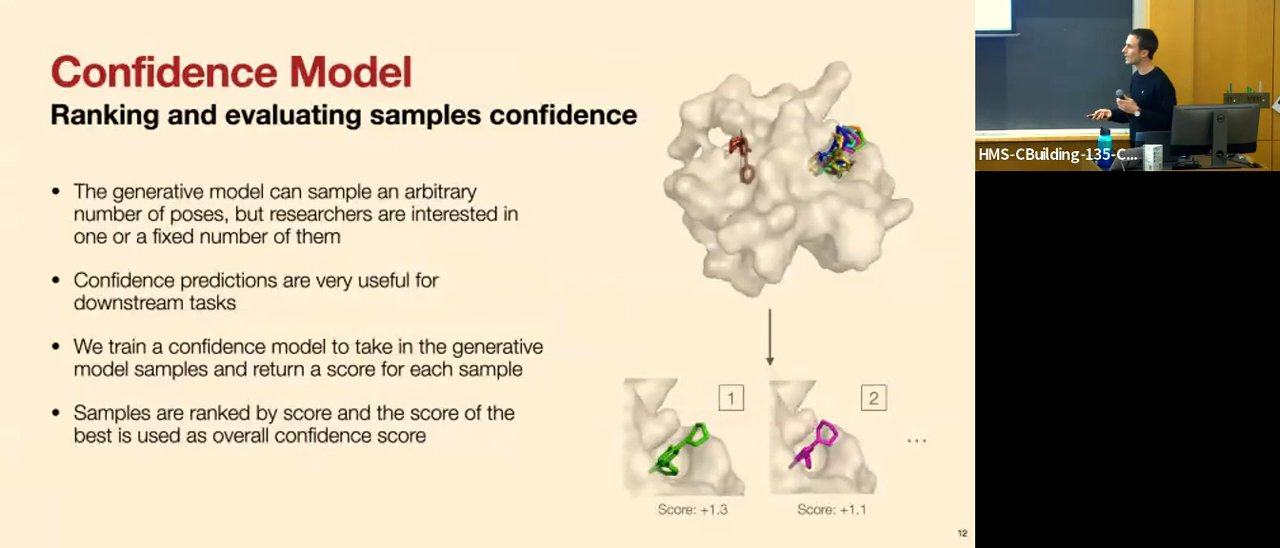 Confidence Model
Ranking and evaluating samples confidence
• The generative model can sample an arbitrary
number of poses, but researchers are interested in
one or a fixed number of them
• Confidence predictions are very useful for
downstream tasks
• We train a confidence model to take in the generative
model samples and return a score for each sample
• Samples are ranked by score and the score of the
best is used as overall confidence score
1
2
...
Score: +1.3
Score: +1.1
12
HMS-CBuilding-135-C...